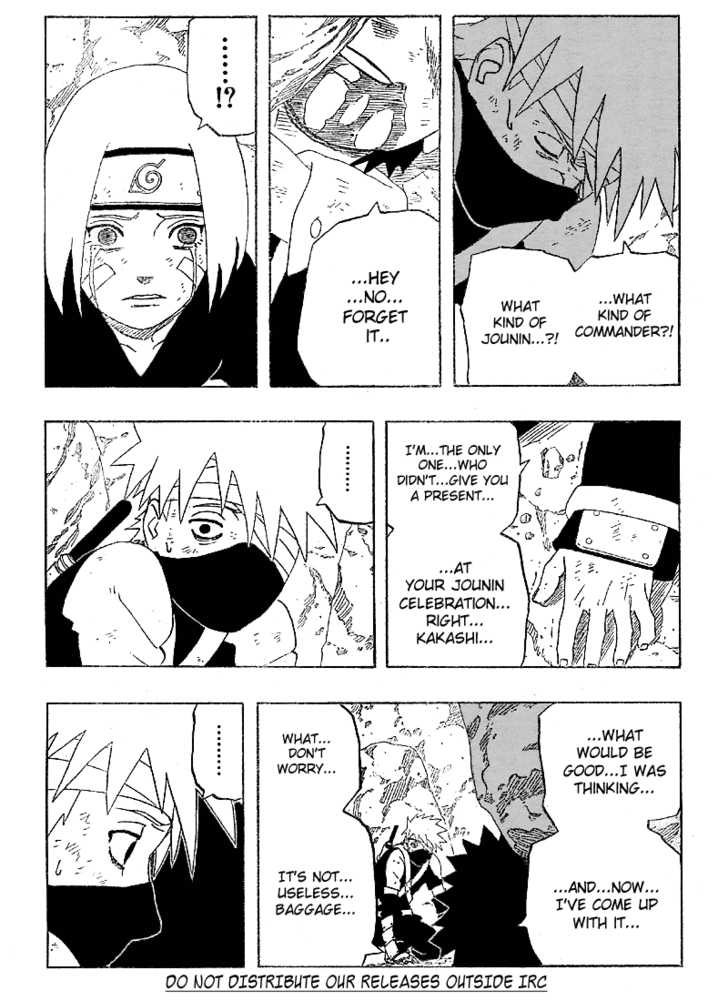 ...WHAT
KIND OF
COMMANDER?!
WHAT
KIND OF
JOUNIN...?!
...HEY
...NO...
FORGET
IT..
.......!?
I'M...THE ONLY
ONE...WHO
DIDN'T...GIVE YOU
A PRESENT...
...AT
YOUR JOUNIN
CELEBRATION...
RIGHT...
KAKASHI...
........
...WHAT
WOULD BE
GOOD...I WAS
THINKING...
...AND...NOW...
I'VE COME UP
WITH IT...
WHAT...
DON'T
WORRY...
IT'S NOT...
USELESS...
BAGGAGE...
........
DO NOT DISTRIBUTE OUR RELEASES OUTSIDE IRC